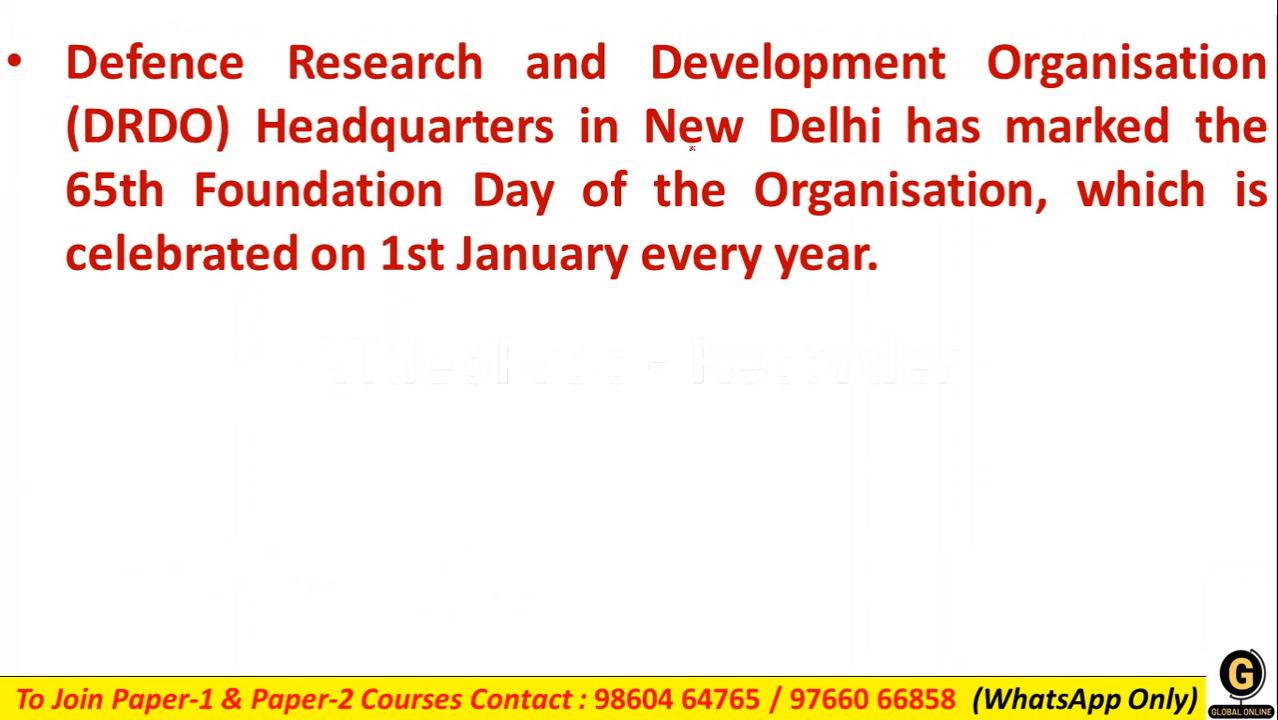 • Defence Research and Development Organisation
(DRDO) Headquarters in New Delhi has marked the
65th Foundation Day of the Organisation, which is
celebrated on 1st January every year.
Recorder
To Join Paper-1 & Paper-2 Courses Contact : 98604 64765 / 97660 66858 (WhatsApp Only)
G
GLOBAL ONLINE